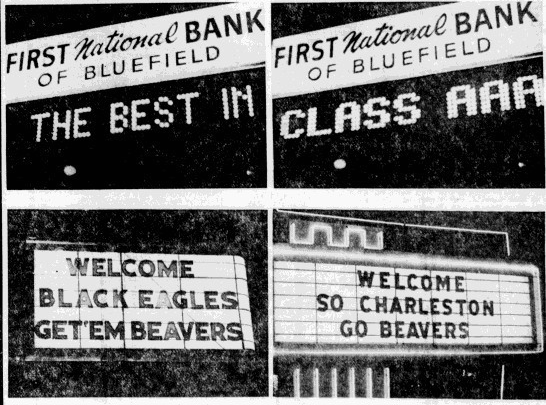 FIRST National BANK
OF BLUEFIELD
THE BEST IN
FIRST National BANK
OF BLUEFIELD
CLASS AAA
WELCOME
BLACK EAGLES
GET'EM BEAVERS
WELCOME
SO CHARLESTON
GO BEAVERS